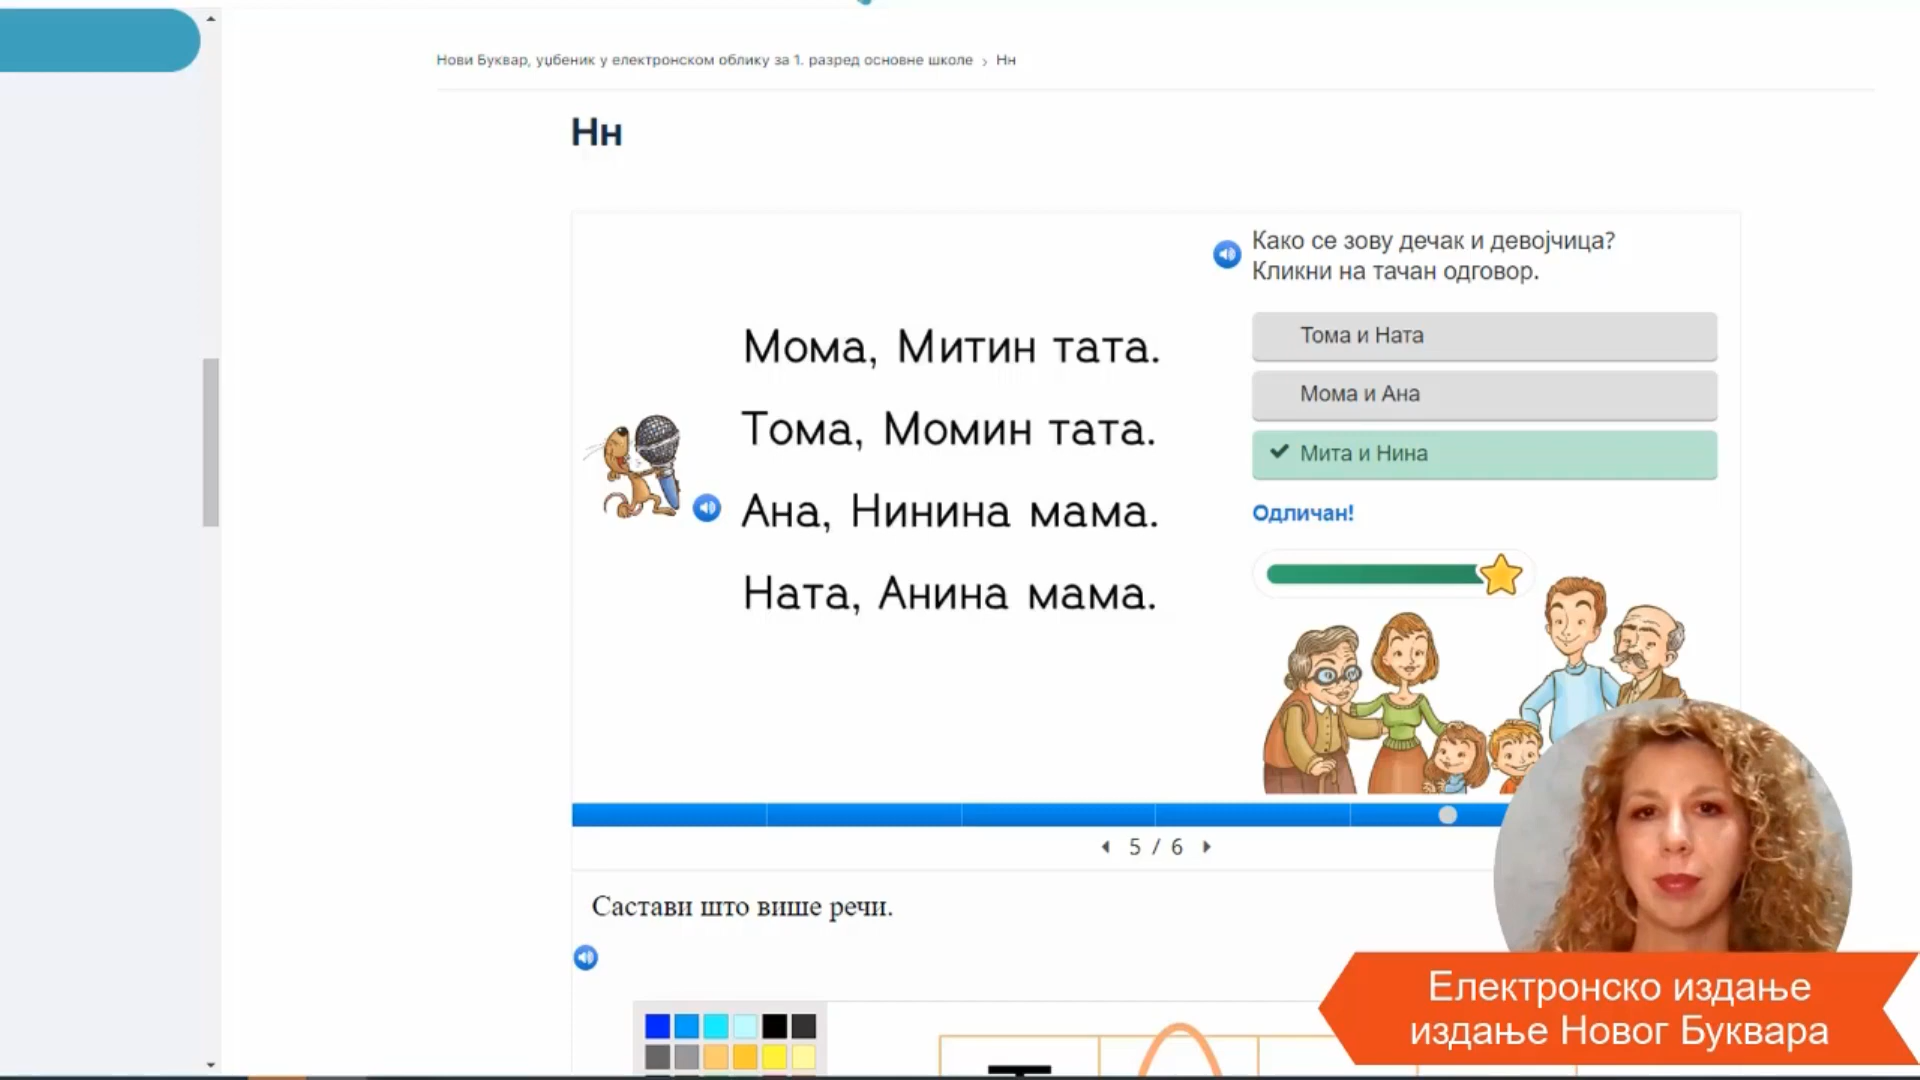 Нови Буквар, уџбеник у електронском облику за 1. разред основне школе › Нн
Нн
Како се зову дечак и девојчица?
Кликни на тачан одговор.
Тома и Ната
Мома и Ана
Мита и Нина
Одличан!
Мома, Митин тата.
Тома, Момин тата.
Ана, Нинина мама.
Ната, Анина мама.
5 / 6
Састави што више речи.
Електронско издање
издање Новог Буквара